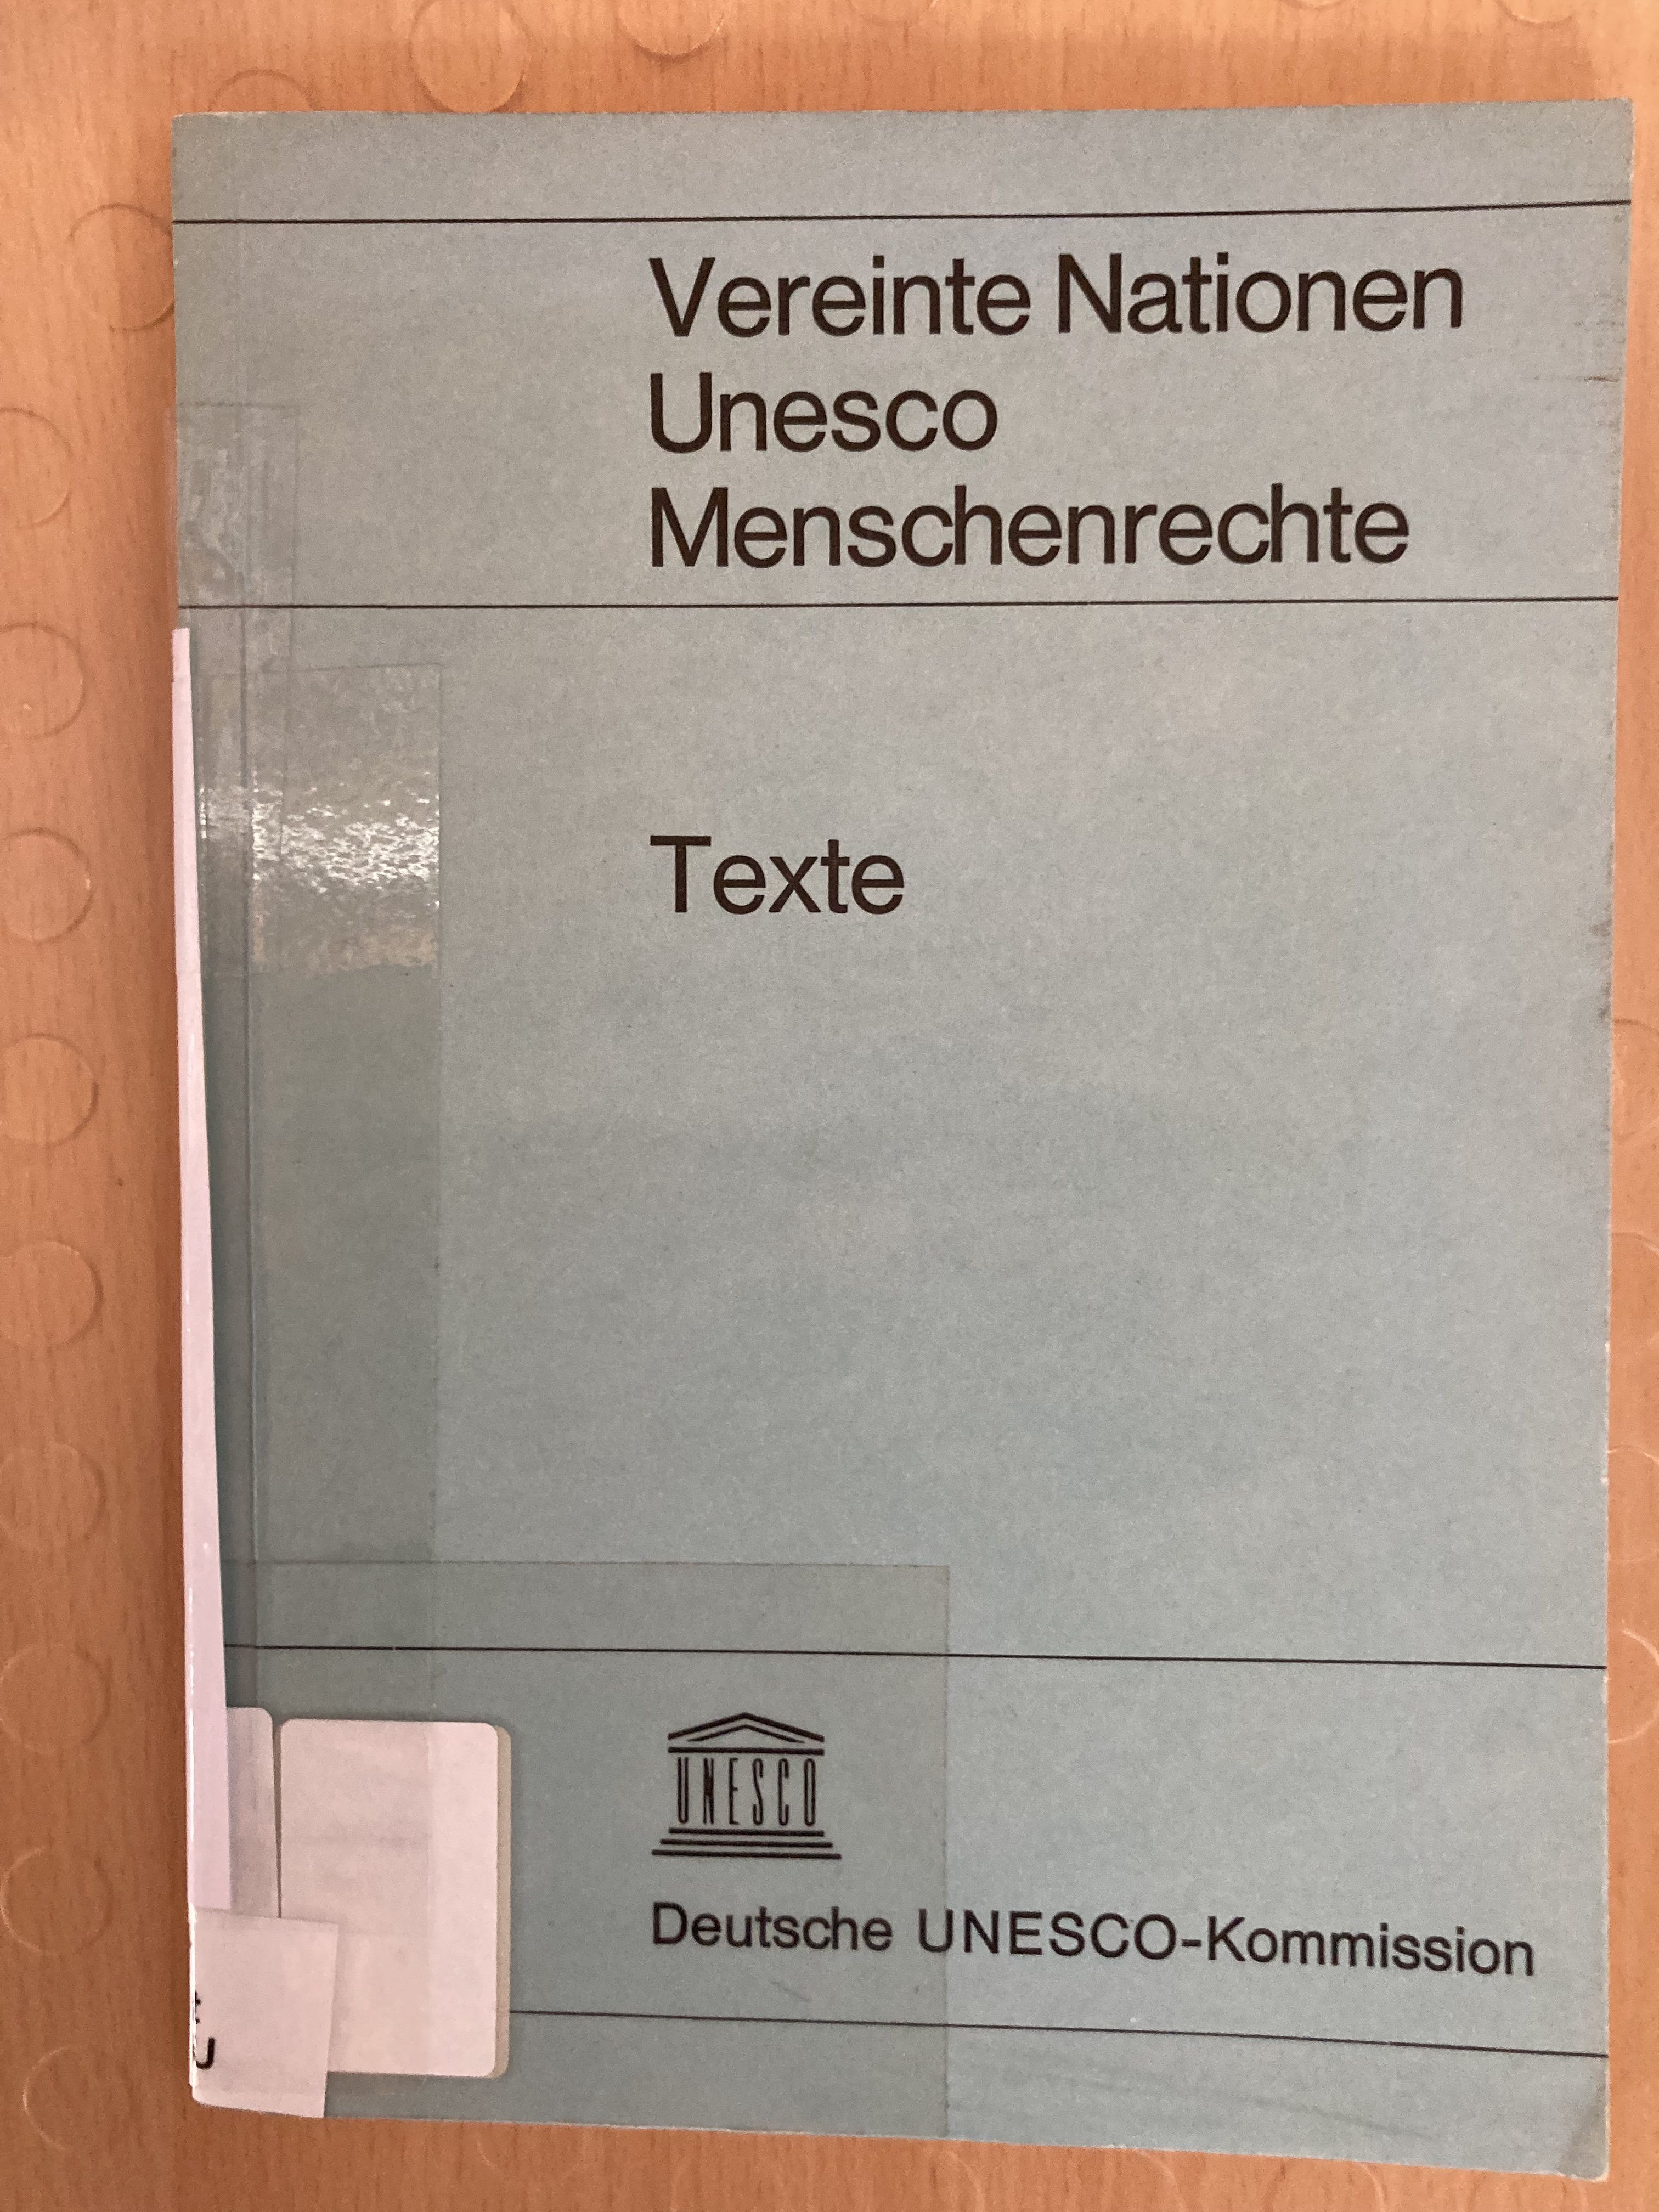 Vereinte Nationen
Unesco
Menschenrechte
Texte
UNESCO
Deutsche UNESCO-Kommission